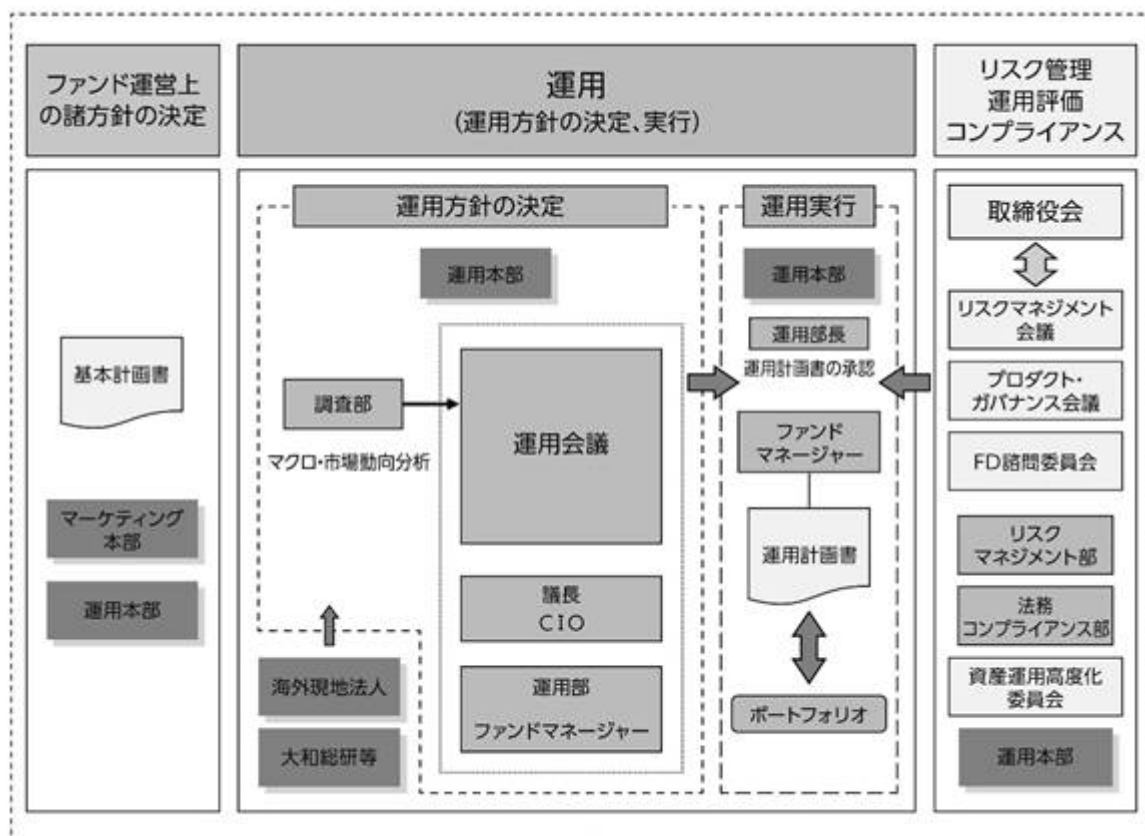 ファンド運営上
の諸方針の決定
運用
(運用方針の決定、実行)
リスク管理
運用評価
コンプライアンス
基本計画書
マーケティング
本部
運用本部
運用方針の決定
運用本部
調査部
マクロ・市場動向分析
運用会議
議長
CIO
運用部
ファンドマネージャー
海外現地法人
大和総研等
運用実行
運用本部
運用部長
運用計画書の承認
ファンド
マネージャー
運用計画書
ポートフォリオ
取締役会
リスクマネジメント
会議
プロダクト・
ガバナンス会議
FD諮問委員会
リスク
マネジメント部
法務
コンプライアンス部
資産運用高度化
委員会
運用本部